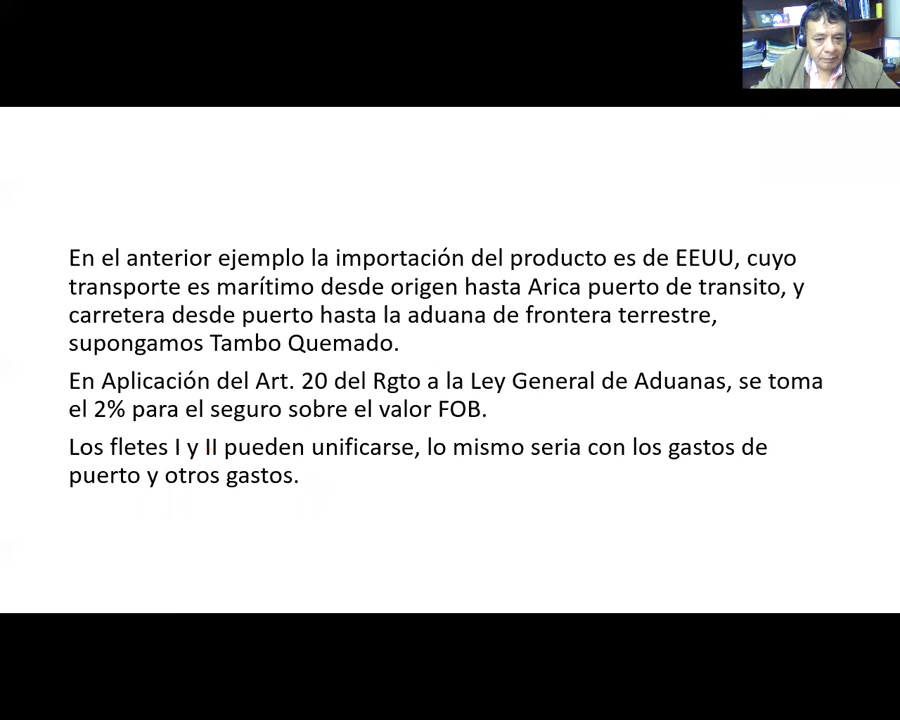 En el anterior ejemplo la importación del producto es de EEUU, cuyo
transporte es marítimo desde origen hasta Arica puerto de transito, y
carretera desde puerto hasta la aduana de frontera terrestre,
supongamos Tambo Quemado.
En Aplicación del Art. 20 del Rgto a la Ley General de Aduanas, se toma
el 2% para el seguro sobre el valor FOB.
Los fletes I y II pueden unificarse, lo mismo seria con los gastos de
puerto y otros gastos.